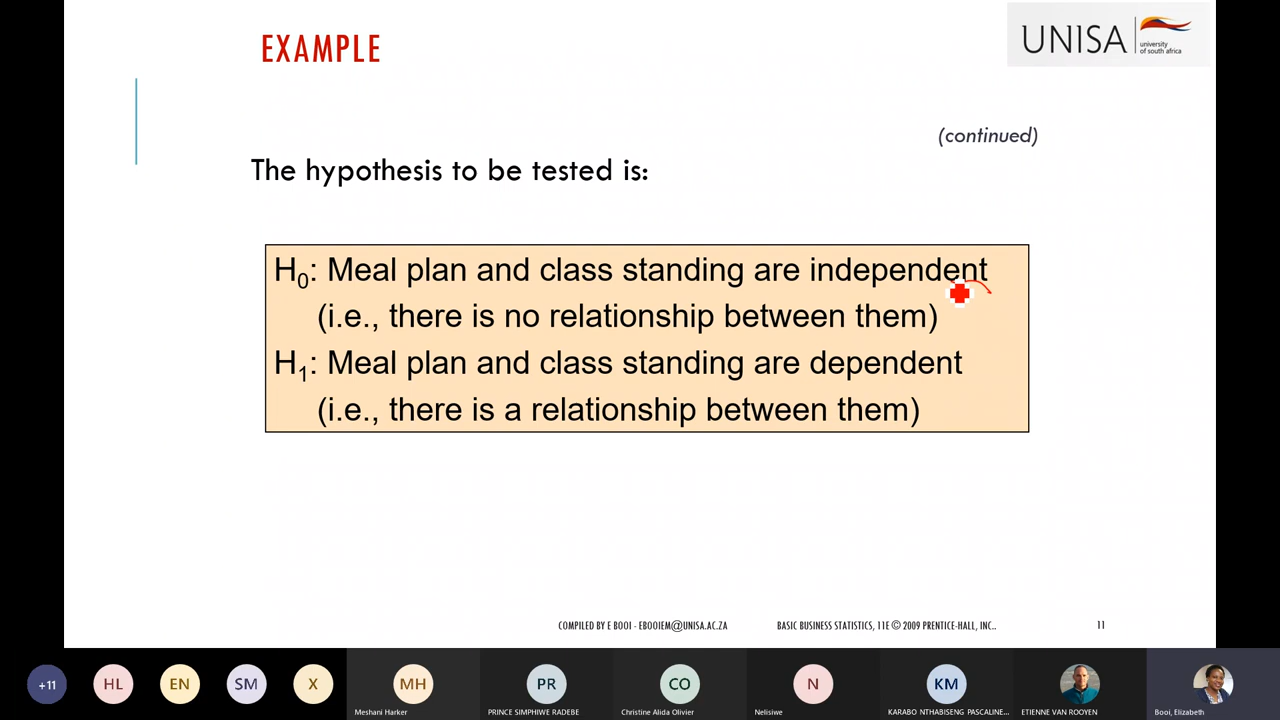 EXAMPLE
UNISA
university
of south africa
(continued)
The hypothesis to be tested is:
H0: Meal plan and class standing are independent
(i.e., there is no relationship between them)
H1: Meal plan and class standing are dependent
(i.e., there is a relationship between them)
COMPILED BY E BOOI - EBOOIEM@UNISA.AC.ZA
BASIC BUSINESS STATISTICS, 11E © 2009 PRENTICE-HALL, INC..
11
+11
HL
EN
SM
X
MH
PR
CO
N
KM
Meshani Harker
PRINCE SIMPHIWE RADEBE
Christine Alida Olivier
Nelisiwe
KARABO NTHABISENG PASCALINE...
ETIENNE VAN ROOYEN
Booi, Elizabeth